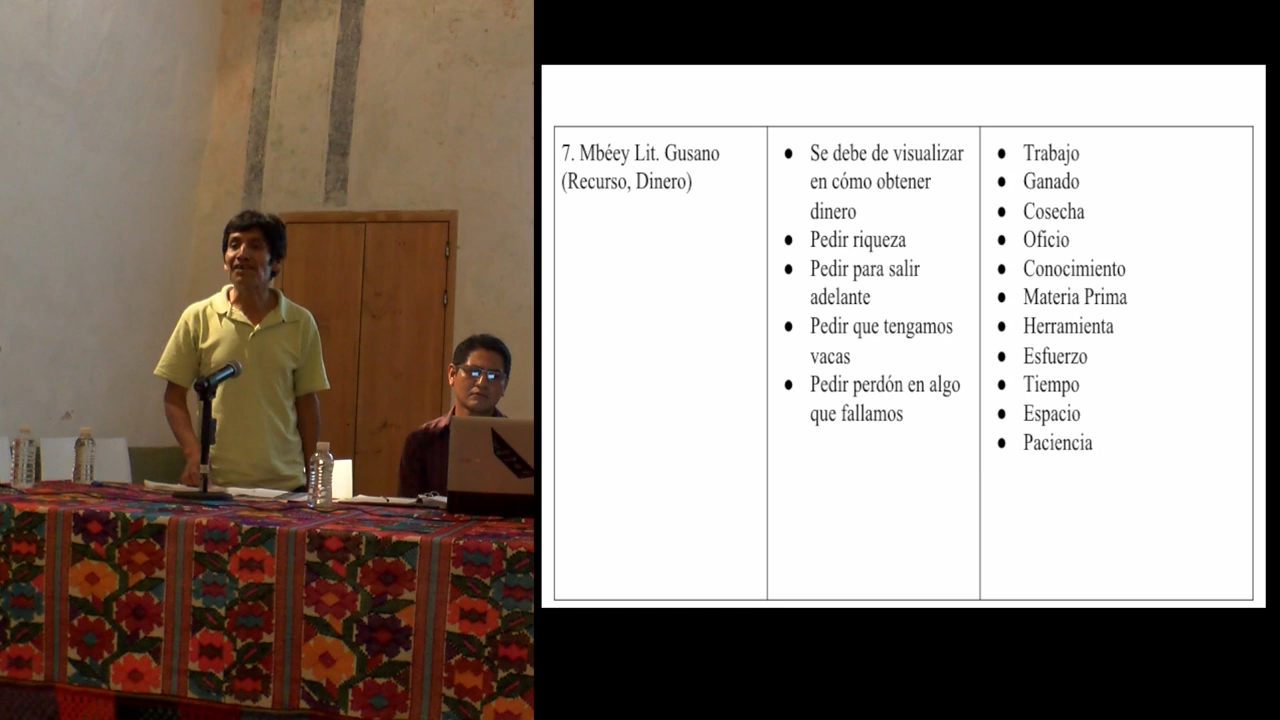 7. Mbéey Lit. Gusano
(Recurso, Dinero)
● Se debe de visualizar
en cómo obtener
dinero
● Pedir riqueza
● Pedir para salir
adelante
● Pedir que tengamos
vacas
● Pedir perdón en algo
que fallamos
● Trabajo
● Ganado
● Cosecha
● Oficio
● Conocimiento
● Materia Prima
● Herramienta
● Esfuerzo
● Tiempo
● Espacio
● Paciencia